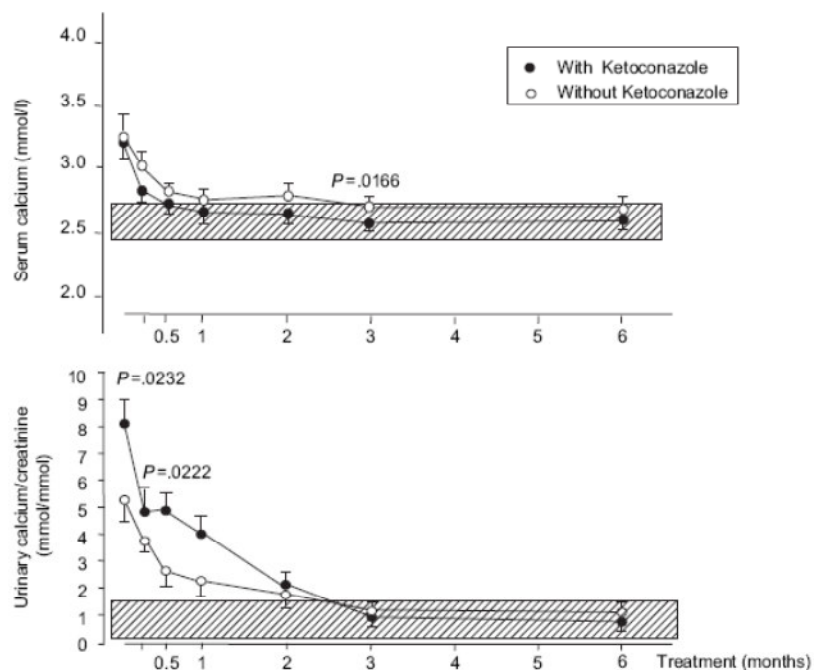 4.0
3.5
3.0
2.5
2.0
Serum calcium (mmol/l)
With Ketoconazole
Without Ketoconazole
P=.0166
0.5 1 2 3 4 5 6
10
9
8
7
6
5
4
3
2
1
0
Urinary calcium/creatinine
(mmol/mmol)
P=.0232
P=.0222
0.5 1 2 3 4 5 6 Treatment (months)